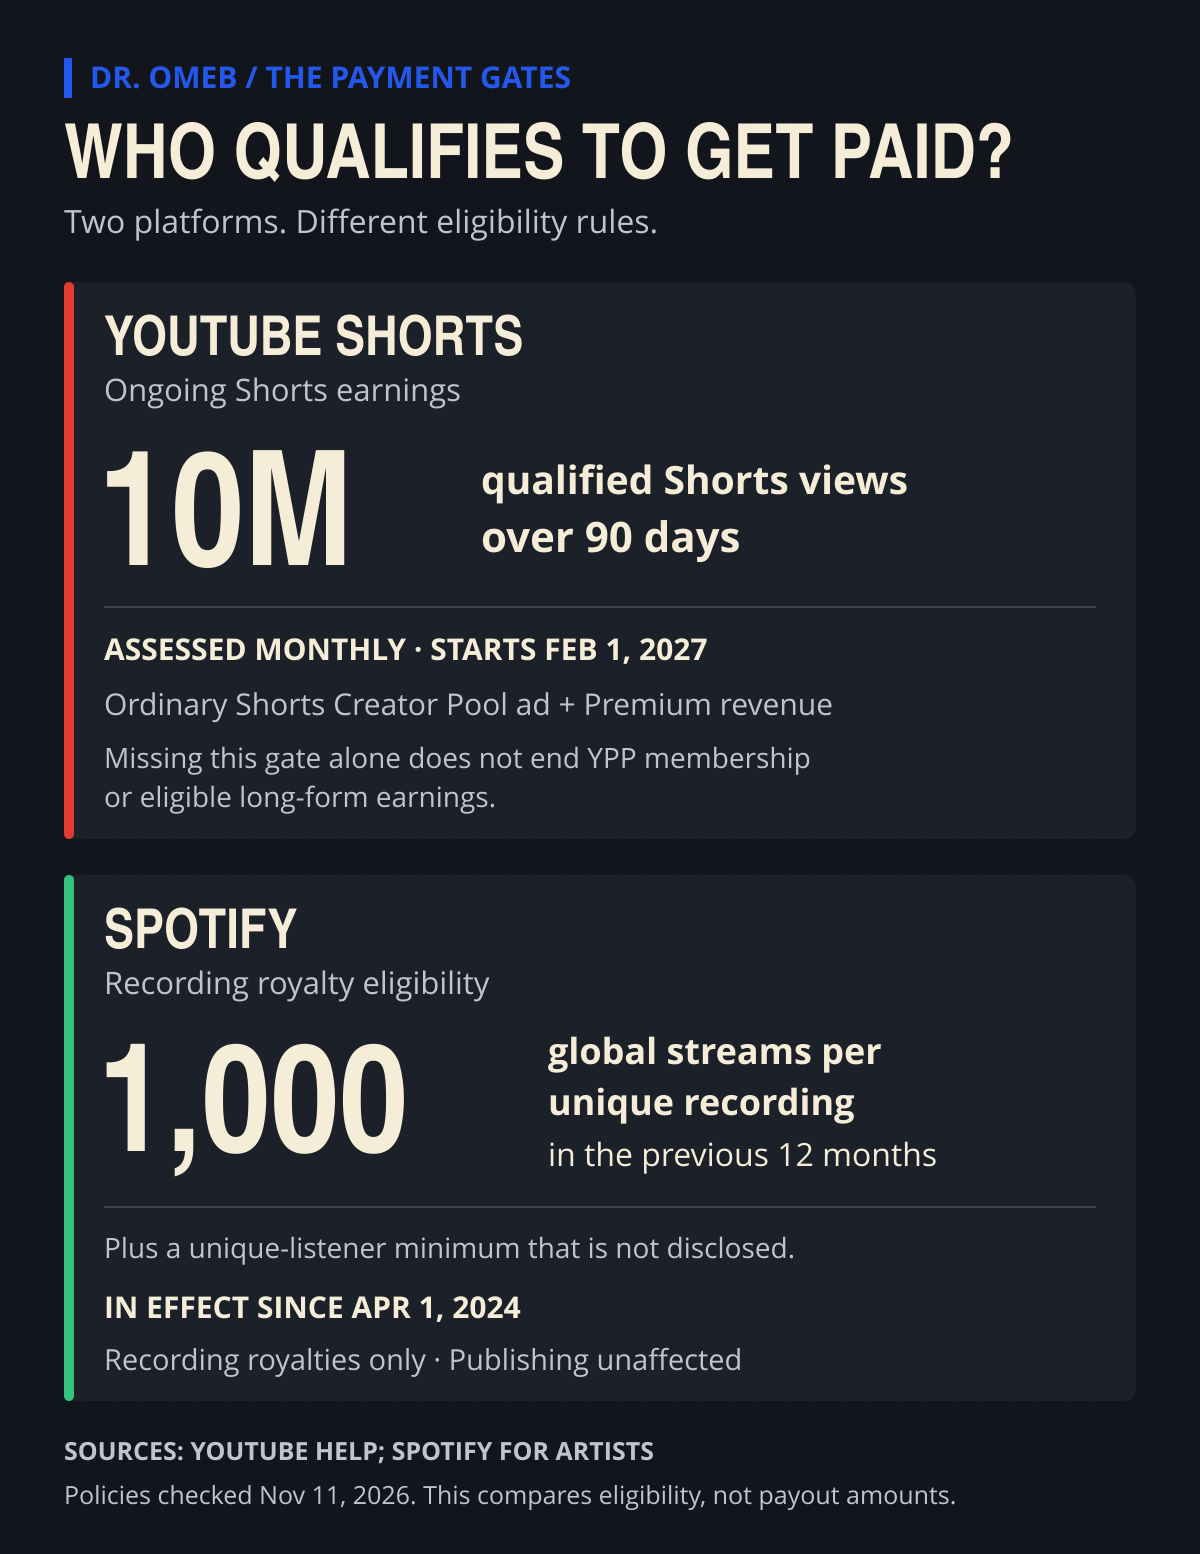 DR. OMEB / THE PAYMENT GATES
WHO QUALIFIES TO GET PAID?
Two platforms. Different eligibility rules.
YOUTUBE SHORTS
Ongoing Shorts earnings
10M
qualified Shorts views
over 90 days
ASSESSED MONTHLY · STARTS FEB 1, 2027
Ordinary Shorts Creator Pool ad + Premium revenue
Missing this gate alone does not end YPP membership
or eligible long-form earnings.
SPOTIFY
Recording royalty eligibility
1,000
global streams per
unique recording
in the previous 12 months
Plus a unique-listener minimum that is not disclosed.
IN EFFECT SINCE APR 1, 2024
Recording royalties only · Publishing unaffected
SOURCES: YOUTUBE HELP; SPOTIFY FOR ARTISTS
Policies checked Nov 11, 2026. This compares eligibility, not payout amounts.